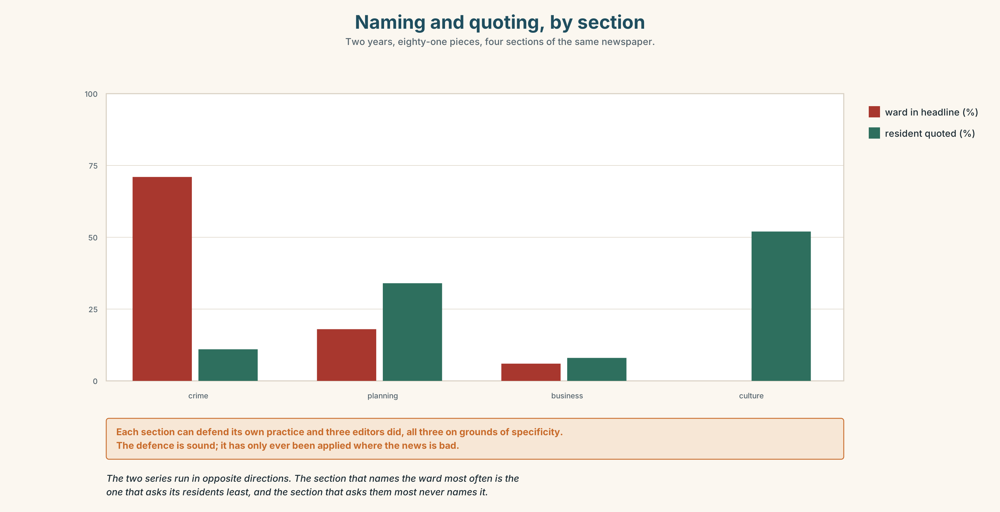 Naming and quoting, by section
Two years, eighty-one pieces, four sections of the same newspaper.
100
75
50
25
0
ward in headline (%)
resident quoted (%)
crime
planning
business
culture
Each section can defend its own practice and three editors did, all three on grounds of specificity.
The defence is sound; it has only ever been applied where the news is bad.
The two series run in opposite directions. The section that names the ward most often is the
one that asks its residents least, and the section that asks them most never names it.